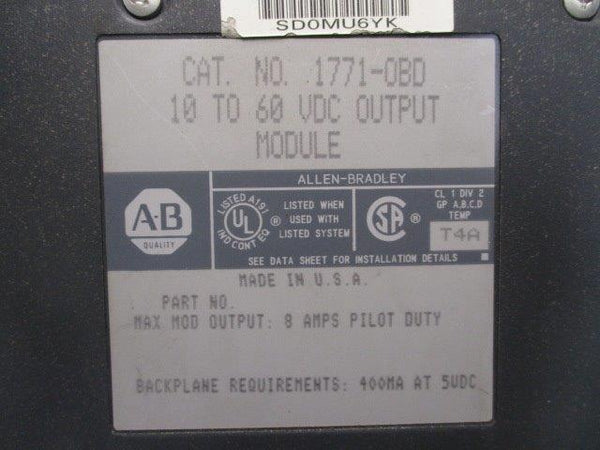 SD0MU6YK
CAT. NO. 1771-OBD
10 TO 60 VDC OUTPUT
MODULE
ALLEN-BRADLEY
A-B
QUALITY
LISTED A191
UL
IND CONT EQ
®
LISTED WHEN
USED WITH
LISTED SYSTEM
SA
®
CL 1 DIV 2
GP A,B,C,D
TEMP
T4A
SEE DATA SHEET FOR INSTALLATION DETAILS
MADE IN U.S.A.
PART NO.
MAX MOD OUTPUT: 8 AMPS PILOT DUTY
BACKPLANE REQUIREMENTS: 400MA AT 5VDC